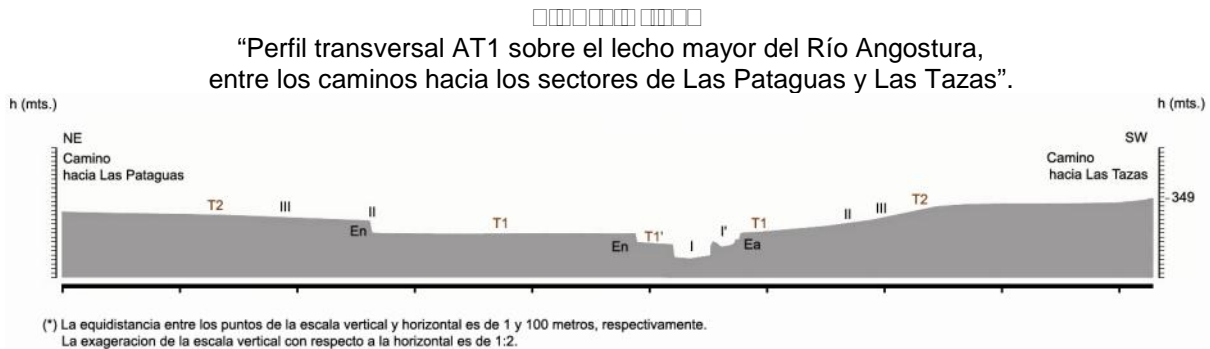 “Perfil transversal AT1 sobre el lecho mayor del Río Angostura,
entre los caminos hacia los sectores de Las Pataguas y Las Tazas”.
h (mts.)
h (mts.)
NE
SW
Camino
hacia Las Pataguas
Camino
hacia Las Tazas
349
T2
III
II
En
T1
En
T1'
I
I'
T1
Ea
II
III
T2
(*) La equidistancia entre los puntos de la escala vertical y horizontal es de 1 y 100 metros, respectivamente.
La exageracion de la escala vertical con respecto a la horizontal es de 1:2.